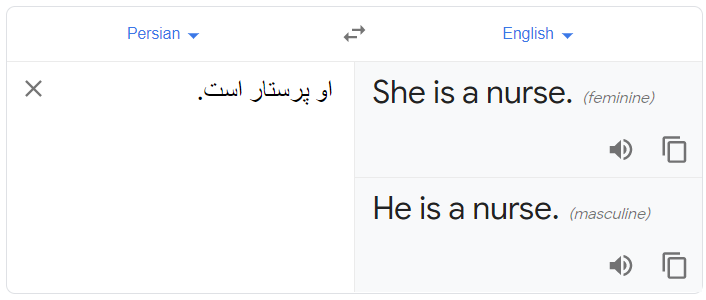 Persian
English
او پرستار است.
She is a nurse. (feminine)
He is a nurse. (masculine)